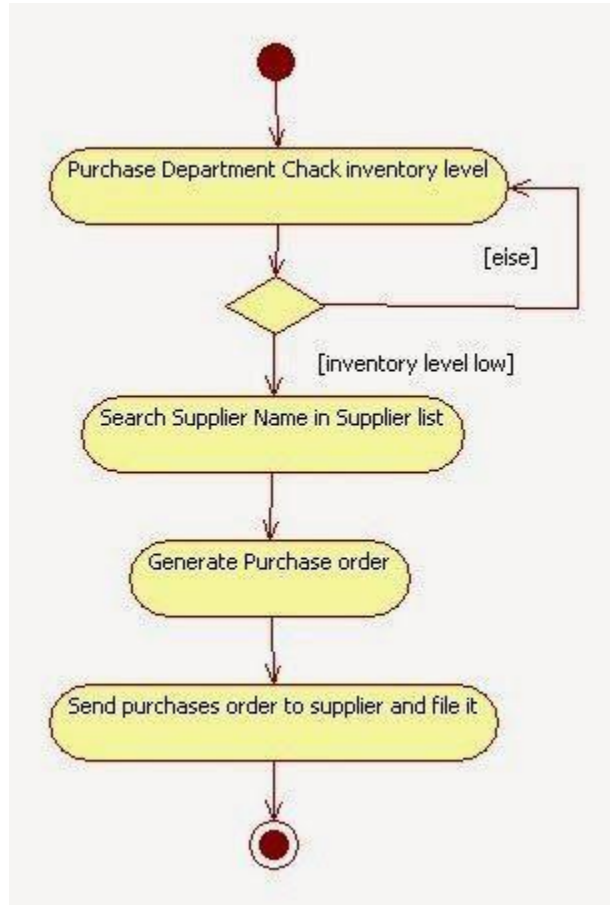 Purchase Department Chack inventory level
[eise]
[inventory level low]
Search Supplier Name in Supplier list
Generate Purchase order
Send purchases order to supplier and file it